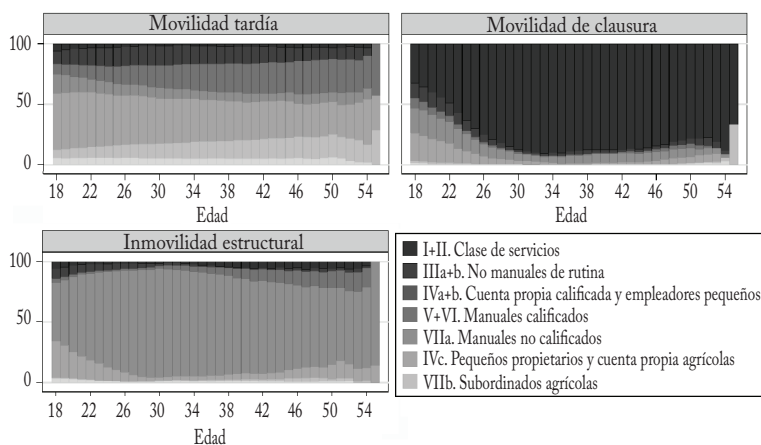 Movilidad tardía
100
50
0
18 22 26 30 34 38 42 46 50 54
Edad
Movilidad de clausura
100
50
0
18 22 26 30 34 38 42 46 50 54
Edad
Inmovilidad estructural
100
50
0
18 22 26 30 34 38 42 46 50 54
Edad
I+II. Clase de servicios
IIIa+b. No manuales de rutina
IVa+b. Cuenta propia calificada y empleadores pequeños
V+VI. Manuales calificados
VIIa. Manuales no calificados
IVc. Pequeños propietarios y cuenta propia agrícolas
VIIb. Subordinados agrícolas